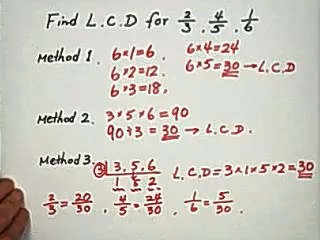 Find L.C.D for 2/3, 4/5, 1/6
Method 1. 6×1=6, 6×4=24
6×2=12. 6×5=30→L.C.D
6×3=18,
Method 2. 3×5×6=90
90÷3=30 → L.C.D.
Method 3. 3 3, 5, 6 L.C.D=3×1×5×2=30
1 5 2
2/3=20/30, 4/5=24/30, 1/6=5/30.